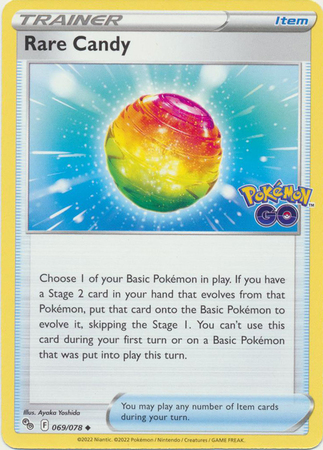 TRAINER Item
Rare Candy
POKÉMON
GO™
Choose 1 of your Basic Pokémon in play. If you have
a Stage 2 card in your hand that evolves from that
Pokémon, put that card onto the Basic Pokémon to
evolve it, skipping the Stage 1. You can't use this
card during your first turn or on a Basic Pokémon
that was put into play this turn.
Illus. Ayaka Yoshida
F 069/078 ◆
You may play any number of Item cards
during your turn.
©2022 Niantic. ©2022 Pokémon / Nintendo / Creatures / GAME FREAK.